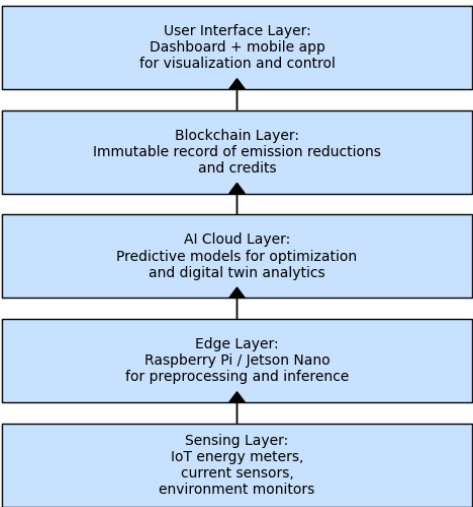 User Interface Layer:
Dashboard + mobile app
for visualization and control
Blockchain Layer:
Immutable record of emission reductions
and credits
AI Cloud Layer:
Predictive models for optimization
and digital twin analytics
Edge Layer:
Raspberry Pi / Jetson Nano
for preprocessing and inference
Sensing Layer:
IoT energy meters,
current sensors,
environment monitors